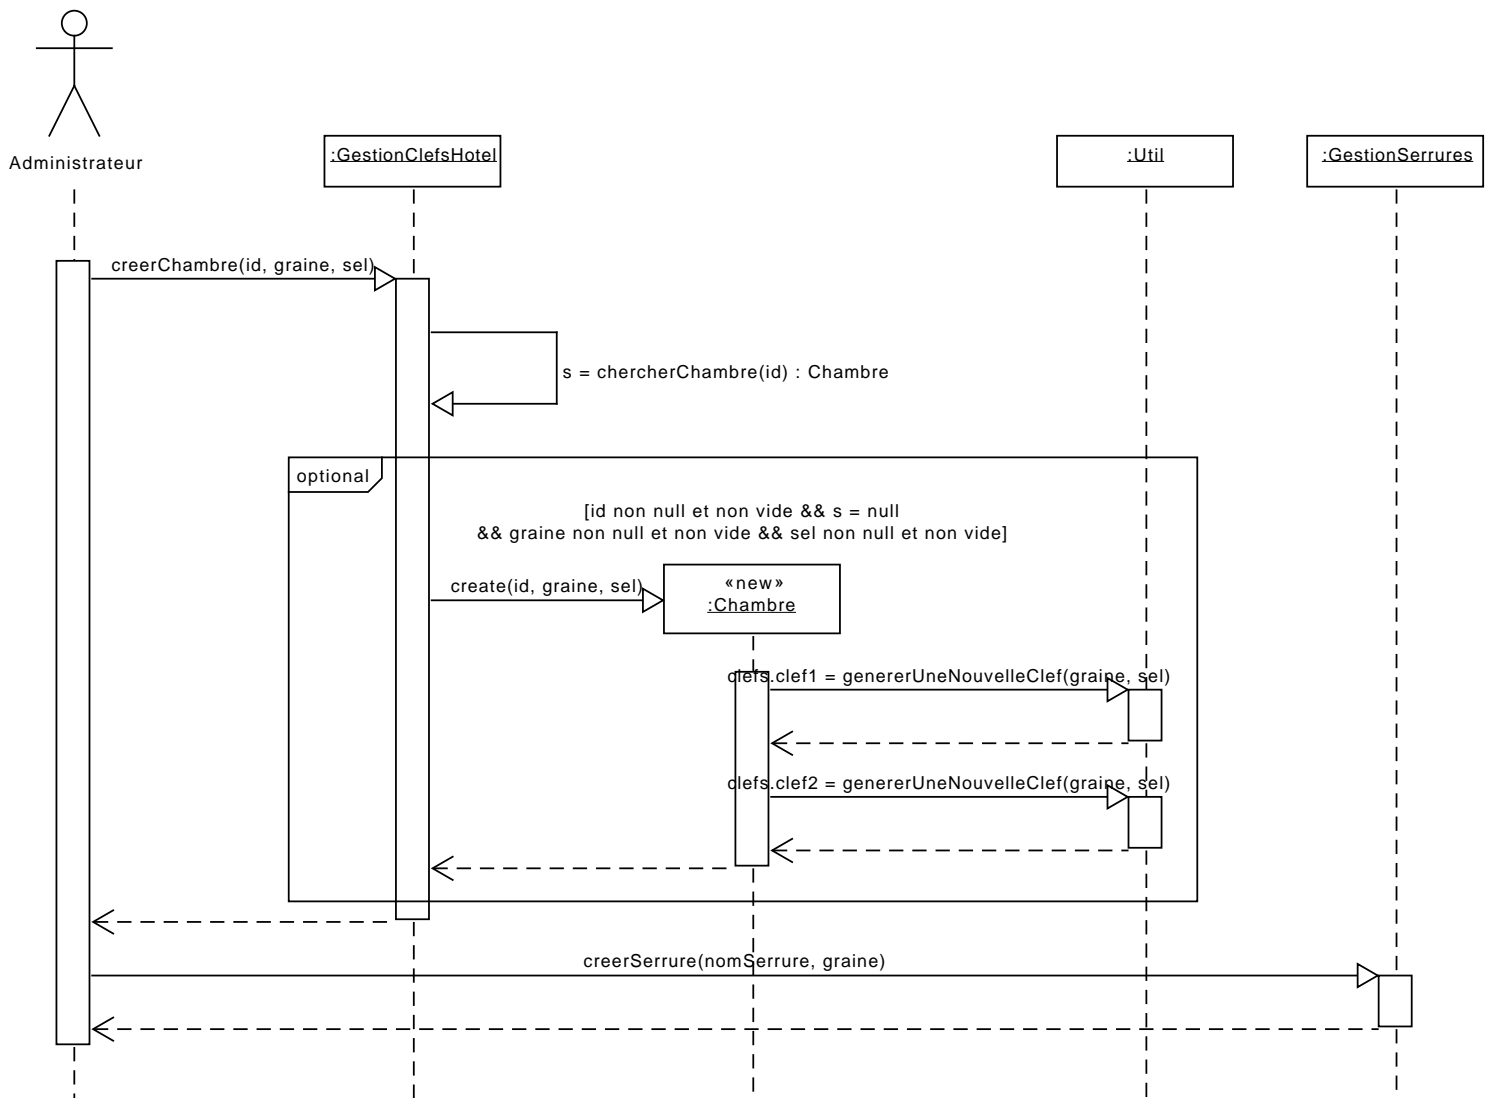 Administrateur
:GestionClefsHotel
:Util
:GestionSerrures
creerChambre(id, graine, sel)
s = chercherChambre(id) : Chambre
optional
[id non null et non vide && s = null
&& graine non null et non vide && sel non null et non vide]
create(id, graine, sel)
«new»
:Chambre
clefs.clef1 = genererUneNouvelleClef(graine, sel)
clefs.clef2 = genererUneNouvelleClef(graine, sel)
creerSerrure(nomSerrure, graine)